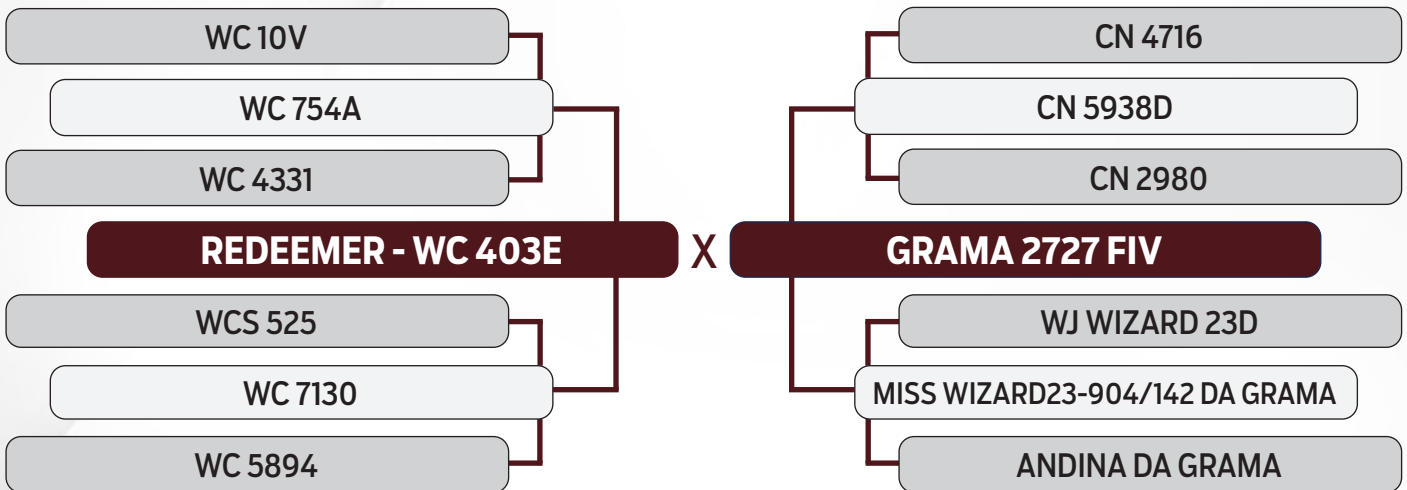 WC 10V
WC 754A
WC 4331
REDEEMER - WC 403E
WCS 525
WC 7130
WC 5894
X
CN 4716
CN 5938D
CN 2980
GRAMA 2727 FIV
WJ WIZARD 23D
MISS WIZARD23-904/142 DA GRAMA
ANDINA DA GRAMA